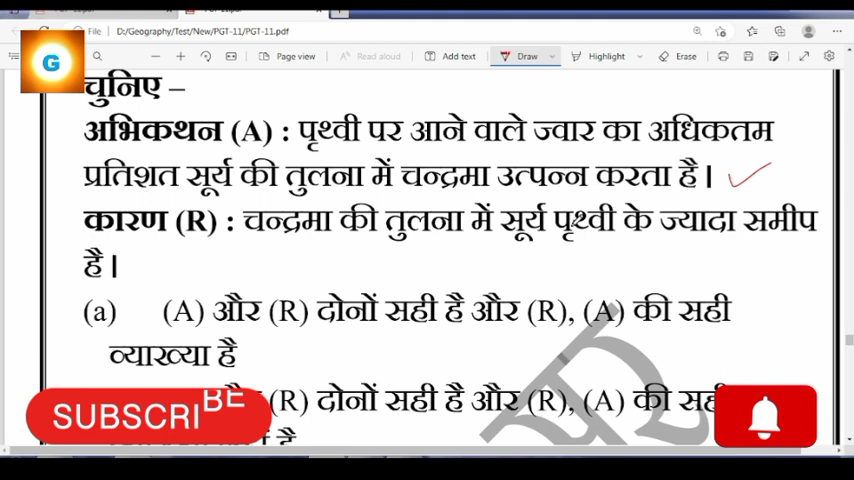 File D:/Geography/Test/New/PGT-11/PGT-11.pdf
Page view Read aloud Add text Draw Highlight Erase
G
चुनिए –
अभिकथन (A) : पृथ्वी पर आने वाले ज्वार का अधिकतम
प्रतिशत सूर्य की तुलना में चन्द्रमा उत्पन्न करता है।
कारण (R) : चन्द्रमा की तुलना में सूर्य पृथ्वी के ज्यादा समीप
है।
(a) (A) और (R) दोनों सही है और (R), (A) की सही
व्याख्या है
(R) दोनों सही है और (R), (A) की सही
SUBSCRIBE
है